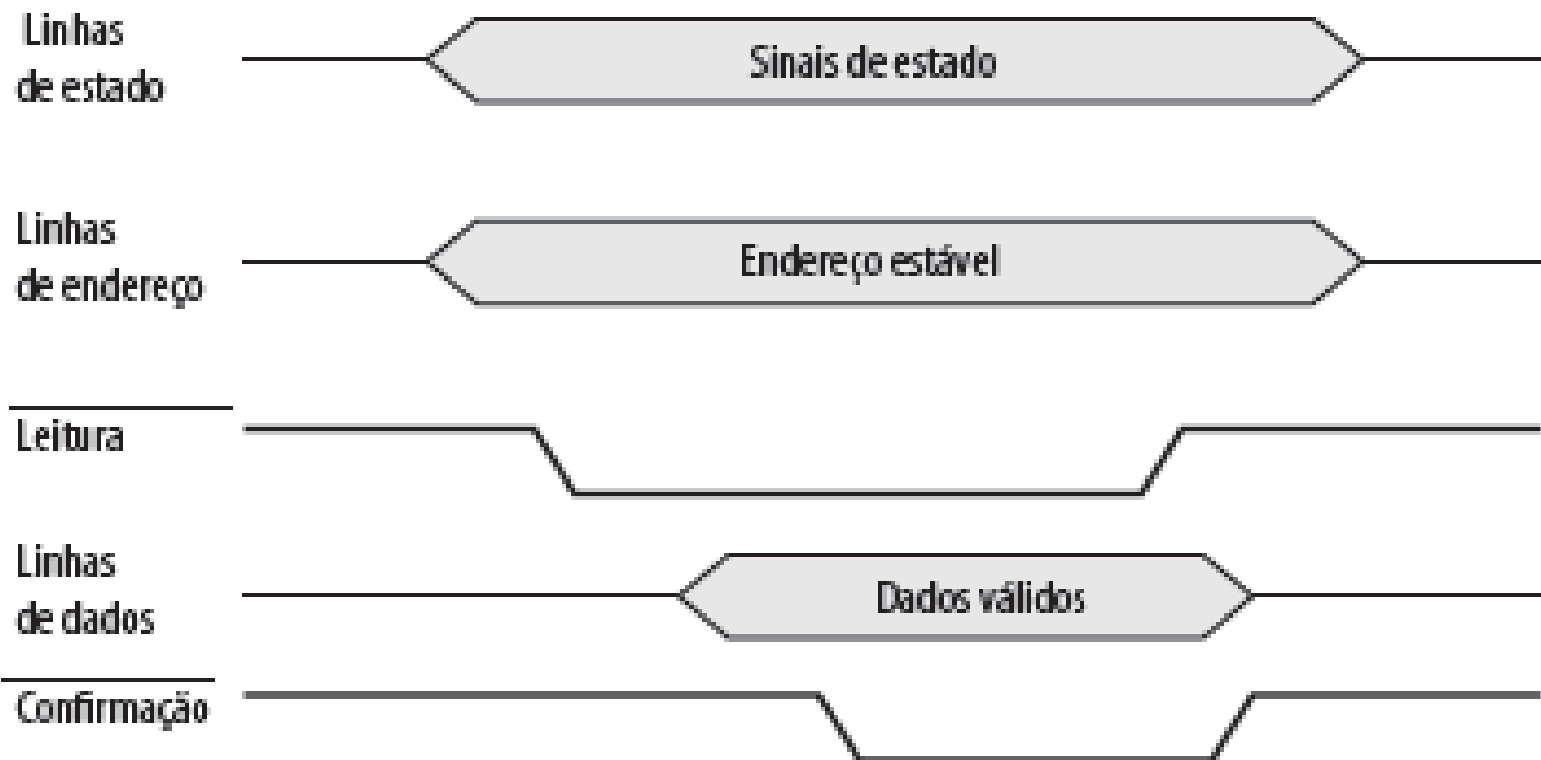 Linhas
de estado
Sinais de estado
Linhas
de endereço
Endereço estável
Leitura
Linhas
de dados
Dados válidos
Confirmação